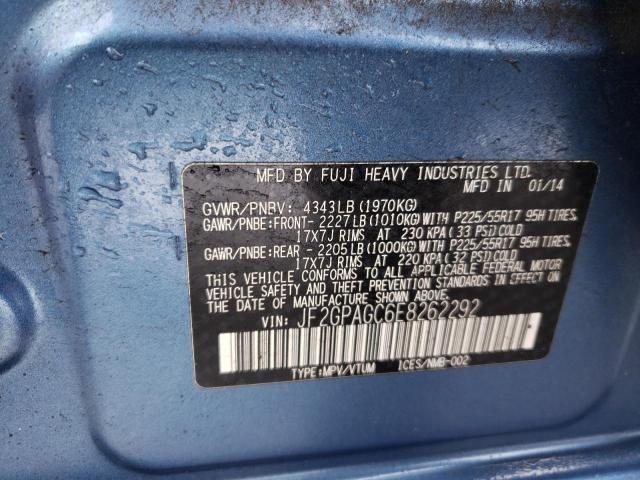 MFD BY FUJI HEAVY INDUSTRIES LTD.
MFD IN 01/14
GVWR/PNBV: 4343LB (1970KG)
GAWR/PNBE:FRONT- 2227LB(1010KG)WITH P225/55R17 95H TIRES,
17X7J RIMS AT 230 KPA(33 PSI)COLD
GAWR/PNBE:REAR -2205LB(1000KG)WITH P225/55R17 95H TIRES,
17X7J RIMS AT 220 KPA(32 PSI)COLD
THIS VEHICLE CONFORMS TO ALL APPLICABLE FEDERAL MOTOR
VEHICLE SAFETY AND THEFT PREVENTION STANDARDS IN EFFECT ON
THE DATE OF MANUFACTURE SHOWN ABOVE.
VIN: JF2GPAGC6E8262292
TYPE:MPV/VTUM ICES/NMB-002